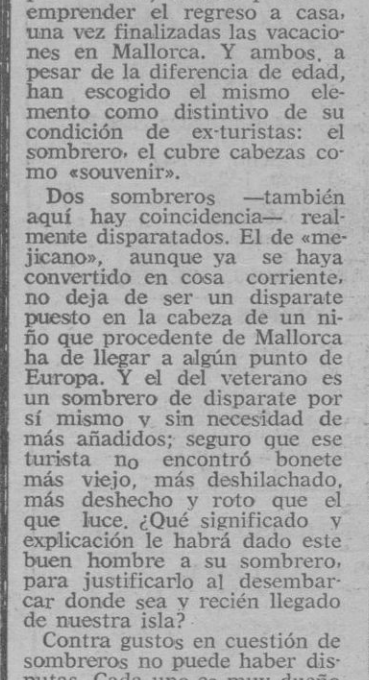 emprender el regreso a casa,
una vez finalizadas las vacacio-
nes en Mallorca. Y ambos, a
pesar de la diferencia de edad,
han escogido el mismo ele-
mento como distintivo de su
condición de ex-turistas: el
sombrero, el cubre cabezas co-
mo «souvenir».
Dos sombreros —también
aquí hay coincidencia— real-
mente disparatados. El de «me-
jicano», aunque ya se haya
convertido en cosa corriente,
no deja de ser un disparate
puesto en la cabeza de un ni-
ño que procedente de Mallorca
ha de llegar a algún punto de
Europa. Y el del veterano es
un sombrero de disparate por
sí mismo y sin necesidad de
más añadidos; seguro que ese
turista no encontró bonete
más viejo, más deshilachado,
más deshecho y roto que el
que luce. ¿Qué significado y
explicación le habrá dado este
buen hombre a su sombrero,
para justificarlo al desembar-
car donde sea y recién llegado
de nuestra isla?
Contra gustos en cuestión de
sombreros no puede haber dis-
putas. Cada uno es muy dueño